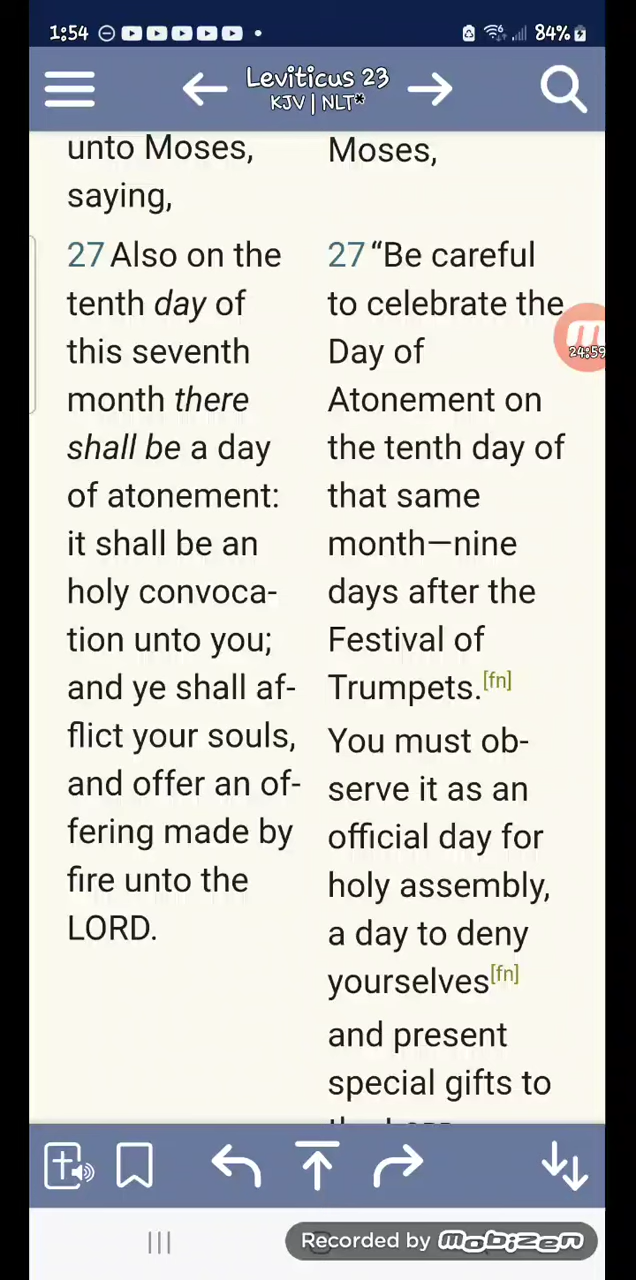 1:54 84%
Leviticus 23
KJV | NLT*
unto Moses,
saying,
27 Also on the
tenth day of
this seventh
month there
shall be a day
of atonement:
it shall be an
holy convoca-
tion unto you;
and ye shall af-
flict your souls,
and offer an of-
fering made by
fire unto the
LORD.
Moses,
27 “Be careful
to celebrate the
Day of
Atonement on
the tenth day of
that same
month—nine
days after the
Festival of
Trumpets.[fn]
You must ob-
serve it as an
official day for
holy assembly,
a day to deny
yourselves[fn]
and present
special gifts to
24:59
Recorded by mobizen